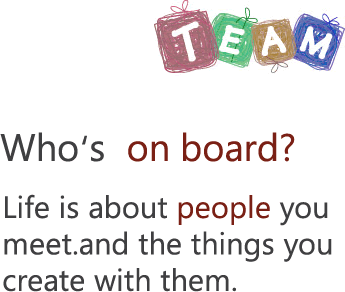 TEAM
Who's on board?
Life is about people you
meet.and the things you
create with them.